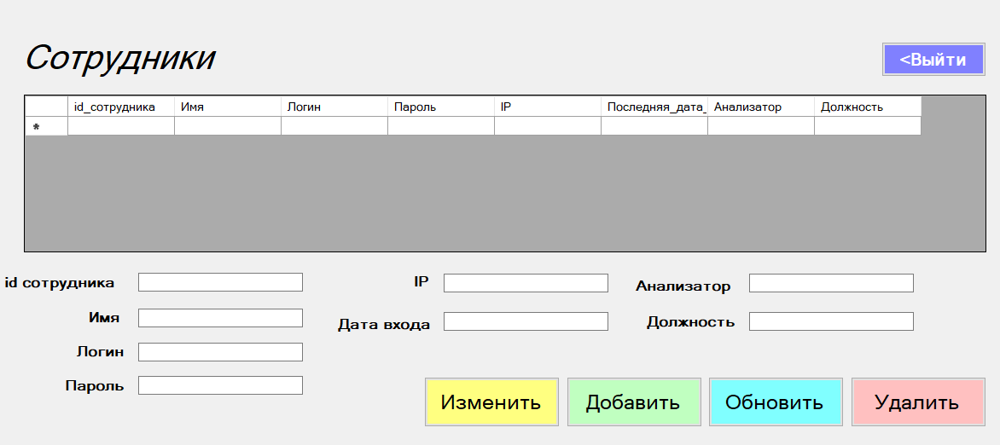 Сотрудники
<Выйти
id_сотрудника Имя Логин Пароль IP Последняя_дата_ Анализатор Должность
*
id сотрудника IP Анализатор
Имя Дата входа Должность
Логин
Пароль
Изменить Добавить Обновить Удалить